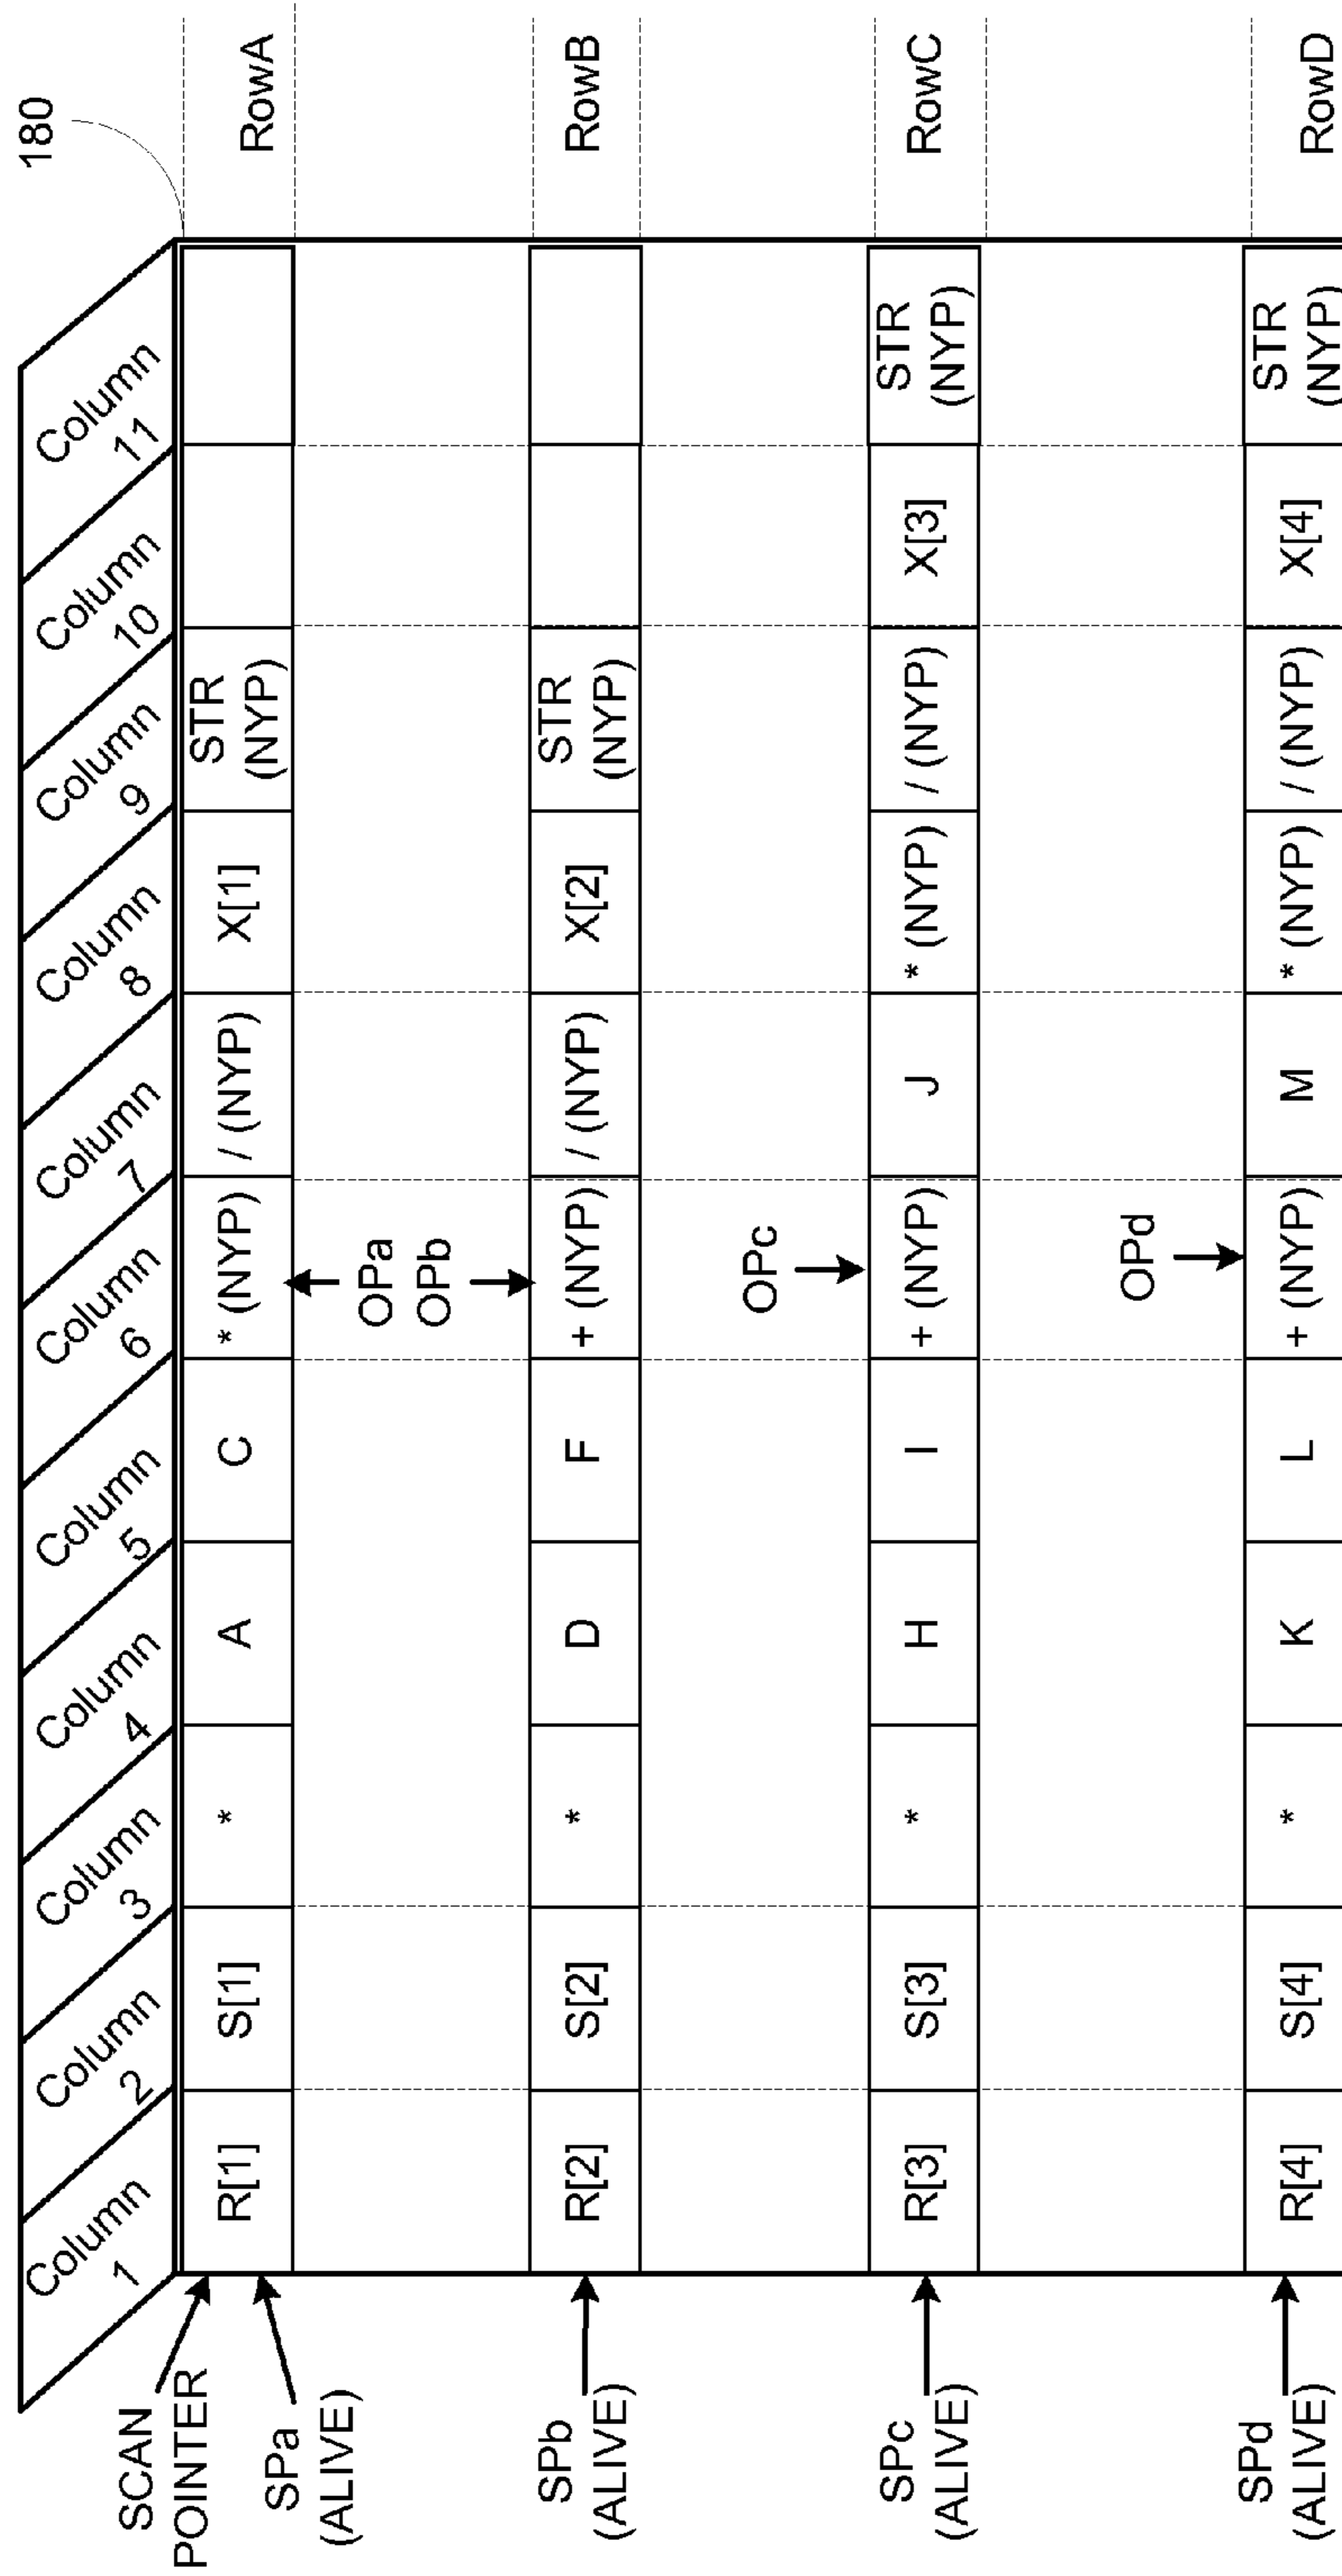 180
Column 1
Column 2
Column 3
Column 4
Column 5
Column 6
Column 7
Column 8
Column 9
Column 10
Column 11
SCAN
POINTER
SPa
(ALIVE)
R[1] S[1] * A C * (NYP) / (NYP) X[1] STR (NYP)
RowA
OPa
OPb
SPb
(ALIVE)
R[2] S[2] * D F + (NYP) / (NYP) X[2] STR (NYP)
RowB
OPc
SPc
(ALIVE)
R[3] S[3] * H I + (NYP) J * (NYP) / (NYP) X[3] STR (NYP)
RowC
OPd
SPd
(ALIVE)
R[4] S[4] * K L + (NYP) M * (NYP) / (NYP) X[4] STR (NYP)
RowD